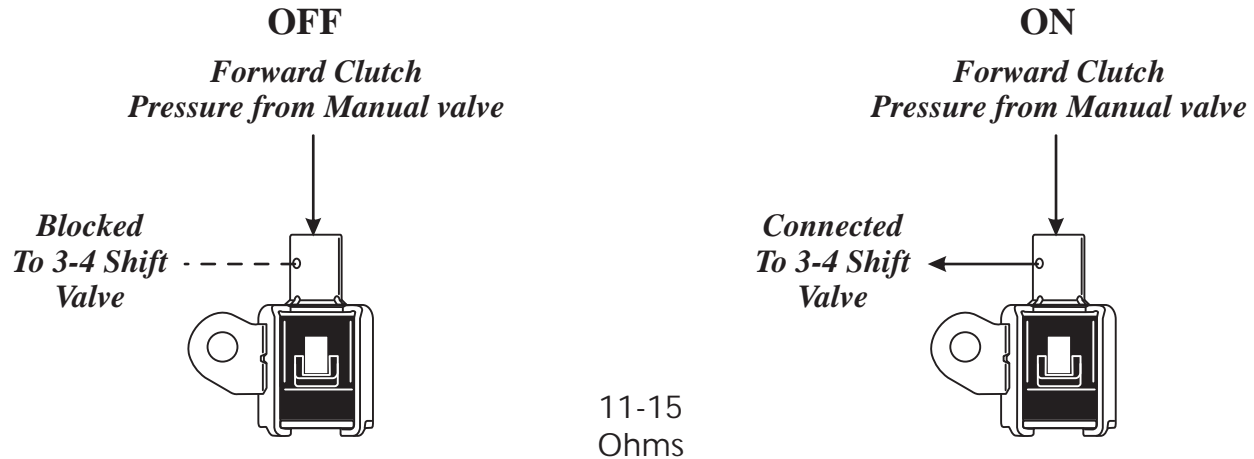 OFF
Forward Clutch
Pressure from Manual valve
Blocked
To 3-4 Shift
Valve
ON
Forward Clutch
Pressure from Manual valve
Connected
To 3-4 Shift
Valve
11-15
Ohms